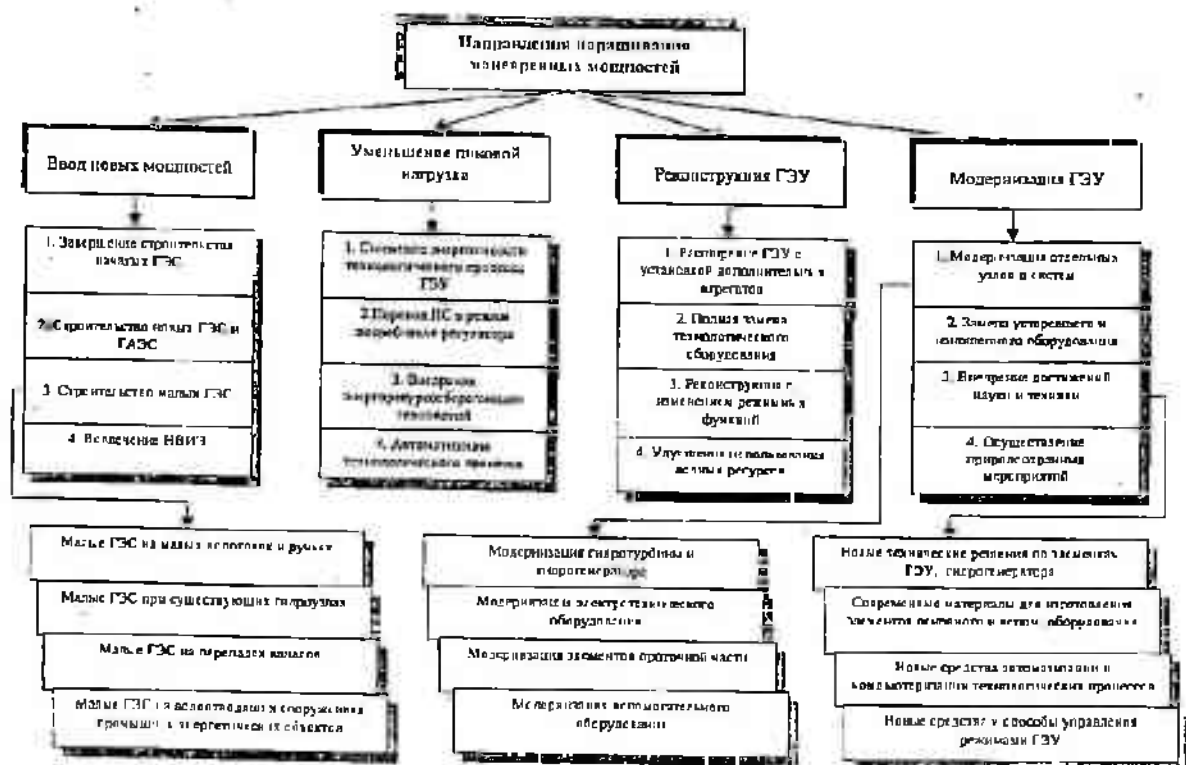 Направления наращивания
маневренных мощностей
Ввод новых мощностей
Уменьшение пиковой
нагрузки
Реконструкция ГЭУ
Модернизация ГЭУ
1. Завершение строительства
начатых ГЭС
2. Строительство новых ГЭС и
ГАЭС
3. Строительство малых ГЭС
4. Вовлечение НВИЭ
1. Снижение энергоемкости
технологического процесса
ГЭУ
2. Перевод НС в режим
потребителя регулятора
3. Внедрение
энергоресурсосберегающих
технологий
4. Автоматизация
технологического процесса
1. Расширение ГЭУ с
установкой дополнительных
агрегатов
2. Полная замена
технологического
оборудования
3. Реконструкция с
изменением режимных
функций
4. Улучшения использования
водных ресурсов
1. Модернизация отдельных
узлов и систем
2. Замена устаревшего и
изношенного оборудования
3. Внедрение достижений
науки и техники
4. Осуществление
природоохранных
мероприятий
Малые ГЭС на малых водотоках и ручьях
Малые ГЭС при существующих гидроузлах
Малые ГЭС на перепадах каналов
Малые ГЭС на водоотводящих сооружениях
промышл. и энергетических объектов
Модернизация гидротурбины и
гидрогенератора
Модернизация электротехнического
оборудования
Модернизация элементов проточной части
Модернизация вспомогательного
оборудования
Новые технические решения по элементам
ГЭУ, гидрогенератора
Современные материалы для изготовления
элементов основного и вспом. оборудования
Новые средства автоматизации и
компьютеризация технологических процессов
Новые средства и способы управления
режимами ГЭУ